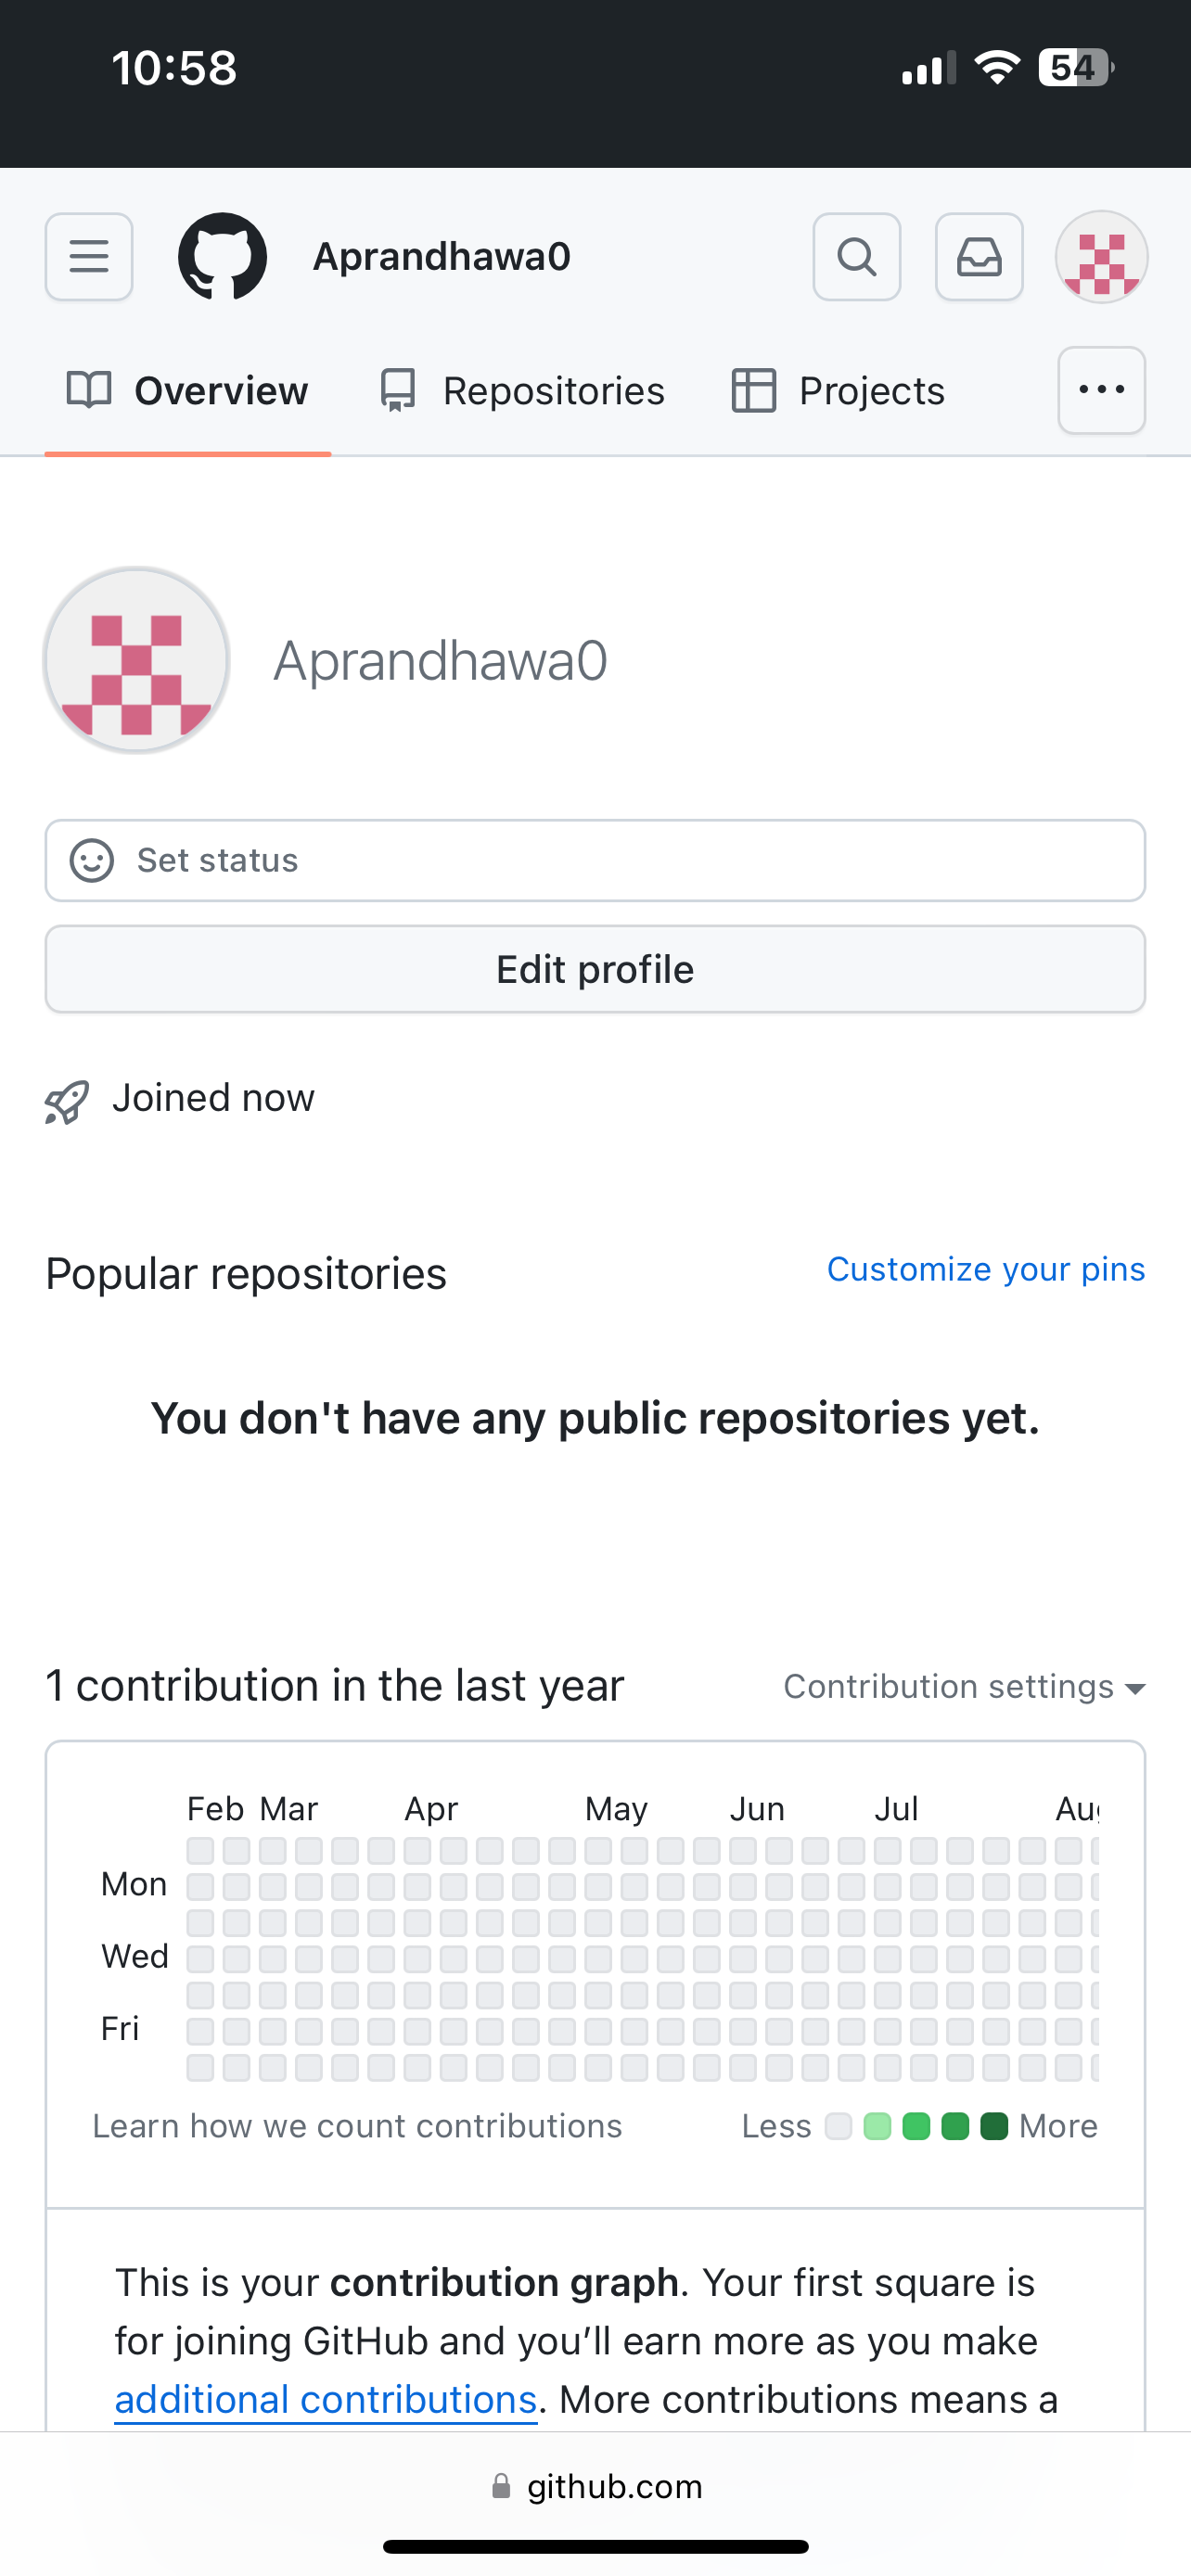 10:58
54
Aprandhawa0
Overview
Repositories
Projects
Aprandhawa0
Set status
Edit profile
Joined now
Popular repositories
Customize your pins
You don't have any public repositories yet.
1 contribution in the last year
Contribution settings
Feb Mar Apr May Jun Jul Aug
Mon
Wed
Fri
Learn how we count contributions
Less
More
This is your contribution graph. Your first square is
for joining GitHub and you’ll earn more as you make
additional contributions. More contributions means a
github.com